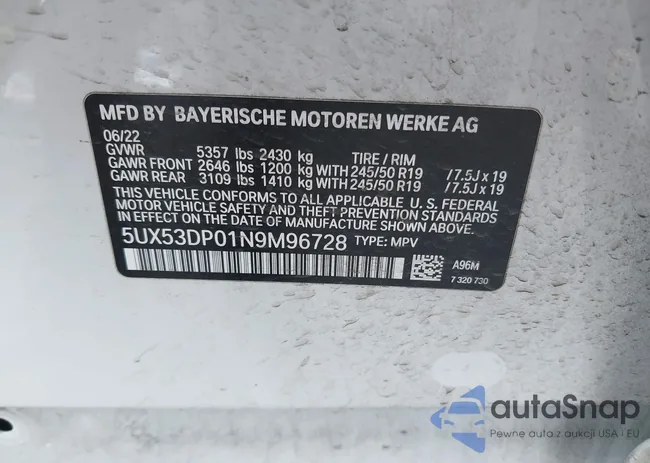 MFD BY BAYERISCHE MOTOREN WERKE AG
06/22
GVWR 5357 lbs 2430 kg TIRE / RIM
GAWR FRONT 2646 lbs 1200 kg WITH 245/50 R19 /7.5J x 19
GAWR REAR 3109 lbs 1410 kg WITH 245/50 R19 /7.5J x 19
THIS VEHICLE CONFORMS TO ALL APPLICABLE U. S. FEDERAL
MOTOR VEHICLE SAFETY AND THEFT PREVENTION STANDARDS IN
EFFECT ON THE DATE OF MANUFACTURE SHOWN ABOVE.
5UX53DP01N9M96728 TYPE: MPV
A96M
7 320 730
autaSnap
Pewne auta z aukcji USA i EU